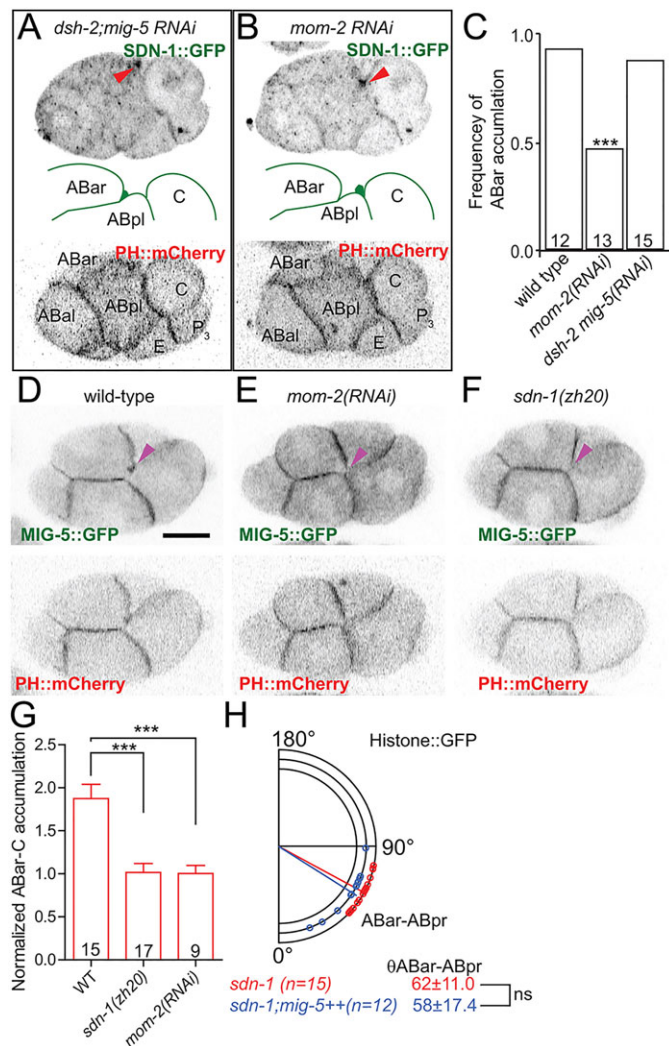 A
dsh-2;mig-5 RNAi
SDN-1::GFP
ABar
C
ABpl
PH::mCherry
ABar
ABpl
C
ABal
E
P3
B
mom-2 RNAi
SDN-1::GFP
ABar
C
ABpl
PH::mCherry
ABar
ABpl
C
ABal
E
P3
C
Frequencey of
ABar accumlation
1.0
0.5
0.0
***
12
13
15
wild type
mom-2(RNAi)
dsh-2 mig-5(RNAi)
D
wild-type
MIG-5::GFP
PH::mCherry
E
mom-2(RNAi)
MIG-5::GFP
PH::mCherry
F
sdn-1(zh20)
MIG-5::GFP
PH::mCherry
G
Normalized ABar-C accumulation
2.5
2.0
1.5
1.0
0.5
0.0
***
***
15
17
9
WT
sdn-1(zh20)
mom-2(RNAi)
H
180°
Histone::GFP
90°
ABar-ABpr
0°
θABar-ABpr
sdn-1 (n=15) 62±11.0
sdn-1;mig-5++(n=12) 58±17.4
ns